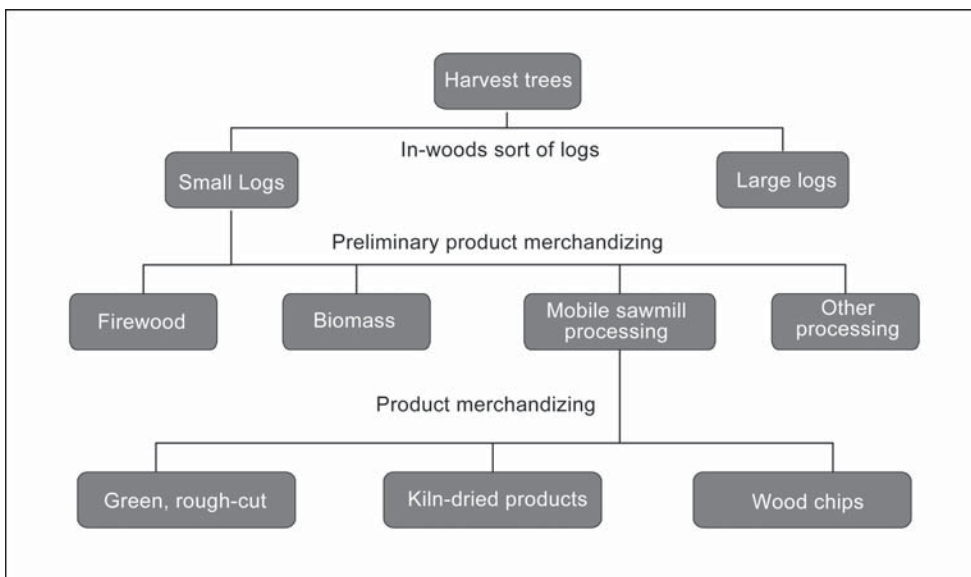 Harvest trees
In-woods sort of logs
Small Logs
Large logs
Preliminary product merchandizing
Firewood
Biomass
Mobile sawmill
processing
Other
processing
Product merchandizing
Green, rough-cut
Kiln-dried products
Wood chips